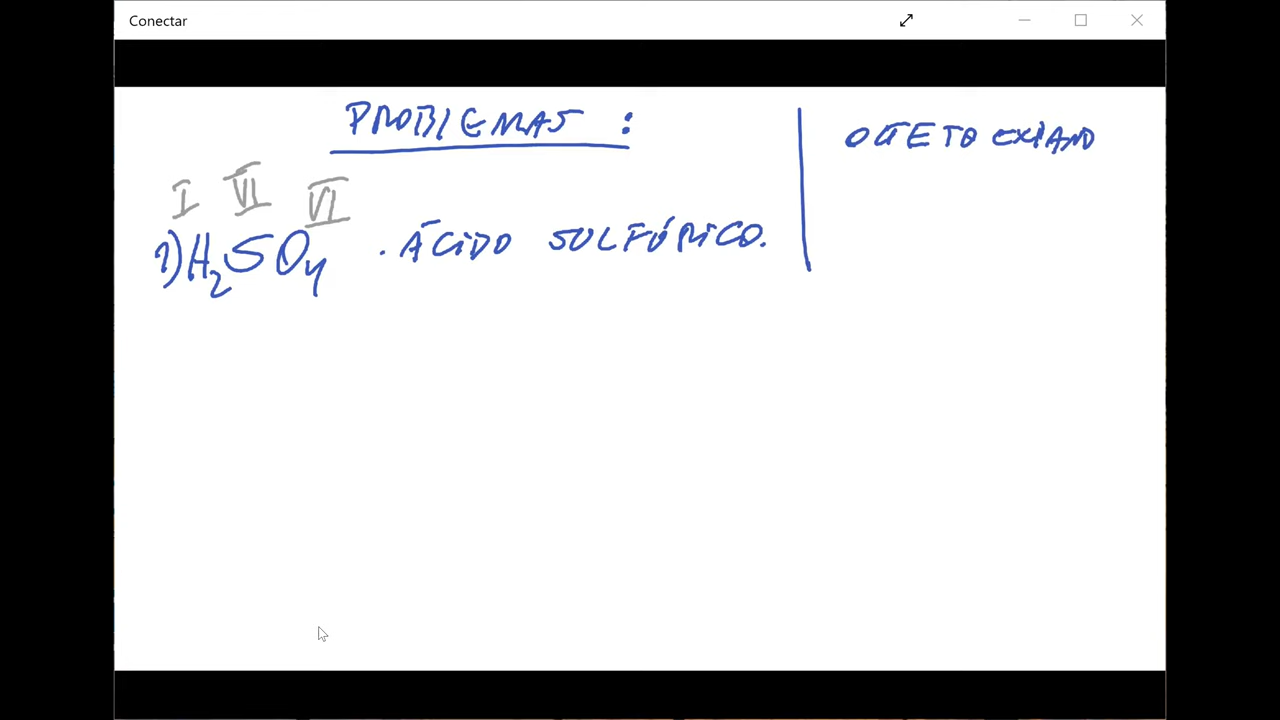 Conectar
PROBLEMAS :
OCTETO EXPAND
I VI VI
1) H₂SO₄ . ÁCIDO SULFÚRICO.